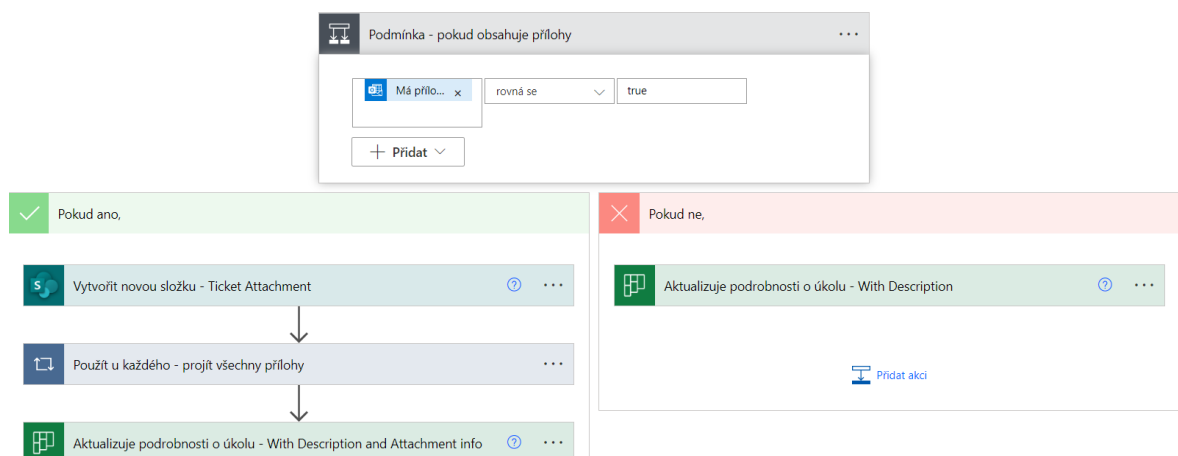 Podmínka - pokud obsahuje přílohy
Má přílo... x
rovná se
true
Přidat
Pokud ano,
Pokud ne,
Vytvořit novou složku - Ticket Attachment
Aktualizuje podrobnosti o úkolu - With Description
Použít u každého - projít všechny přílohy
Přidat akci
Aktualizuje podrobnosti o úkolu - With Description and Attachment info